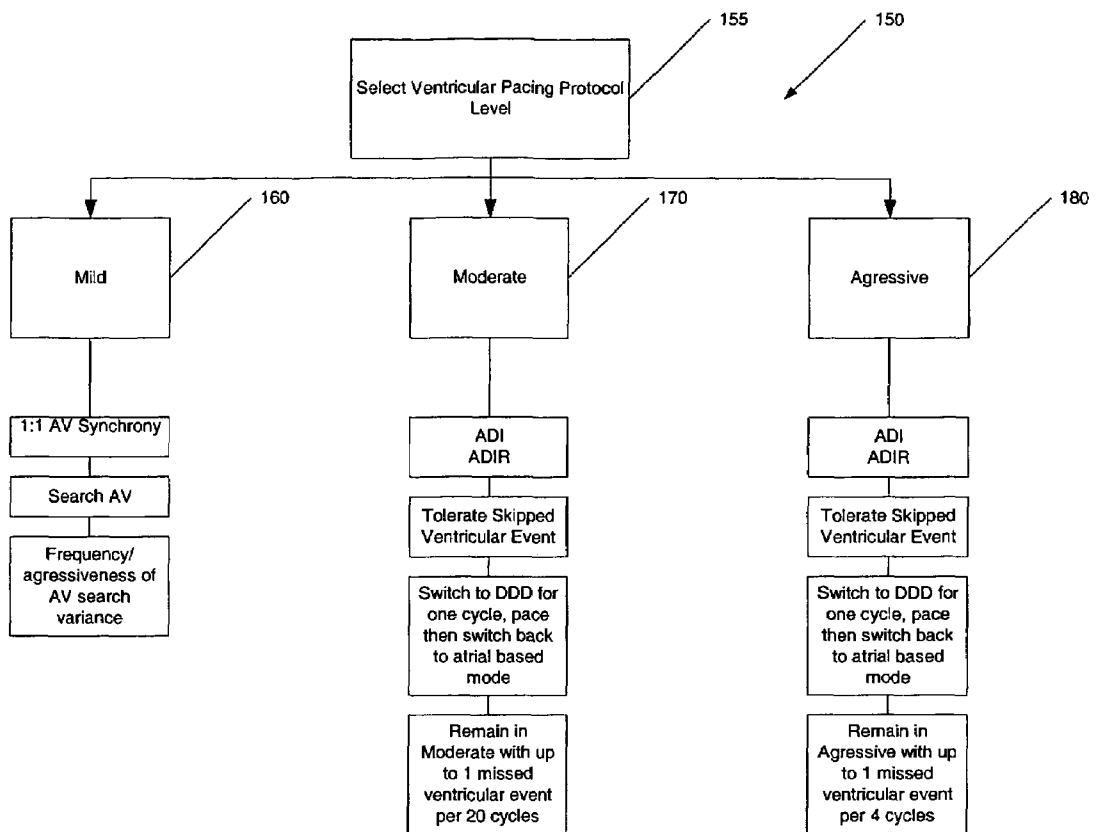 155
150
Select Ventricular Pacing Protocol
Level
160
170
180
Mild
Moderate
Agressive
1:1 AV Synchrony
Search AV
Frequency/
agressiveness of
AV search
variance
ADI
ADIR
Tolerate Skipped
Ventricular Event
Switch to DDD for
one cycle, pace
then switch back
to atrial based
mode
Remain in
Moderate with up
to 1 missed
ventricular event
per 20 cycles
ADI
ADIR
Tolerate Skipped
Ventricular Event
Switch to DDD for
one cycle, pace
then switch back
to atrial based
mode
Remain in
Agressive with up
to 1 missed
ventricular event
per 4 cycles